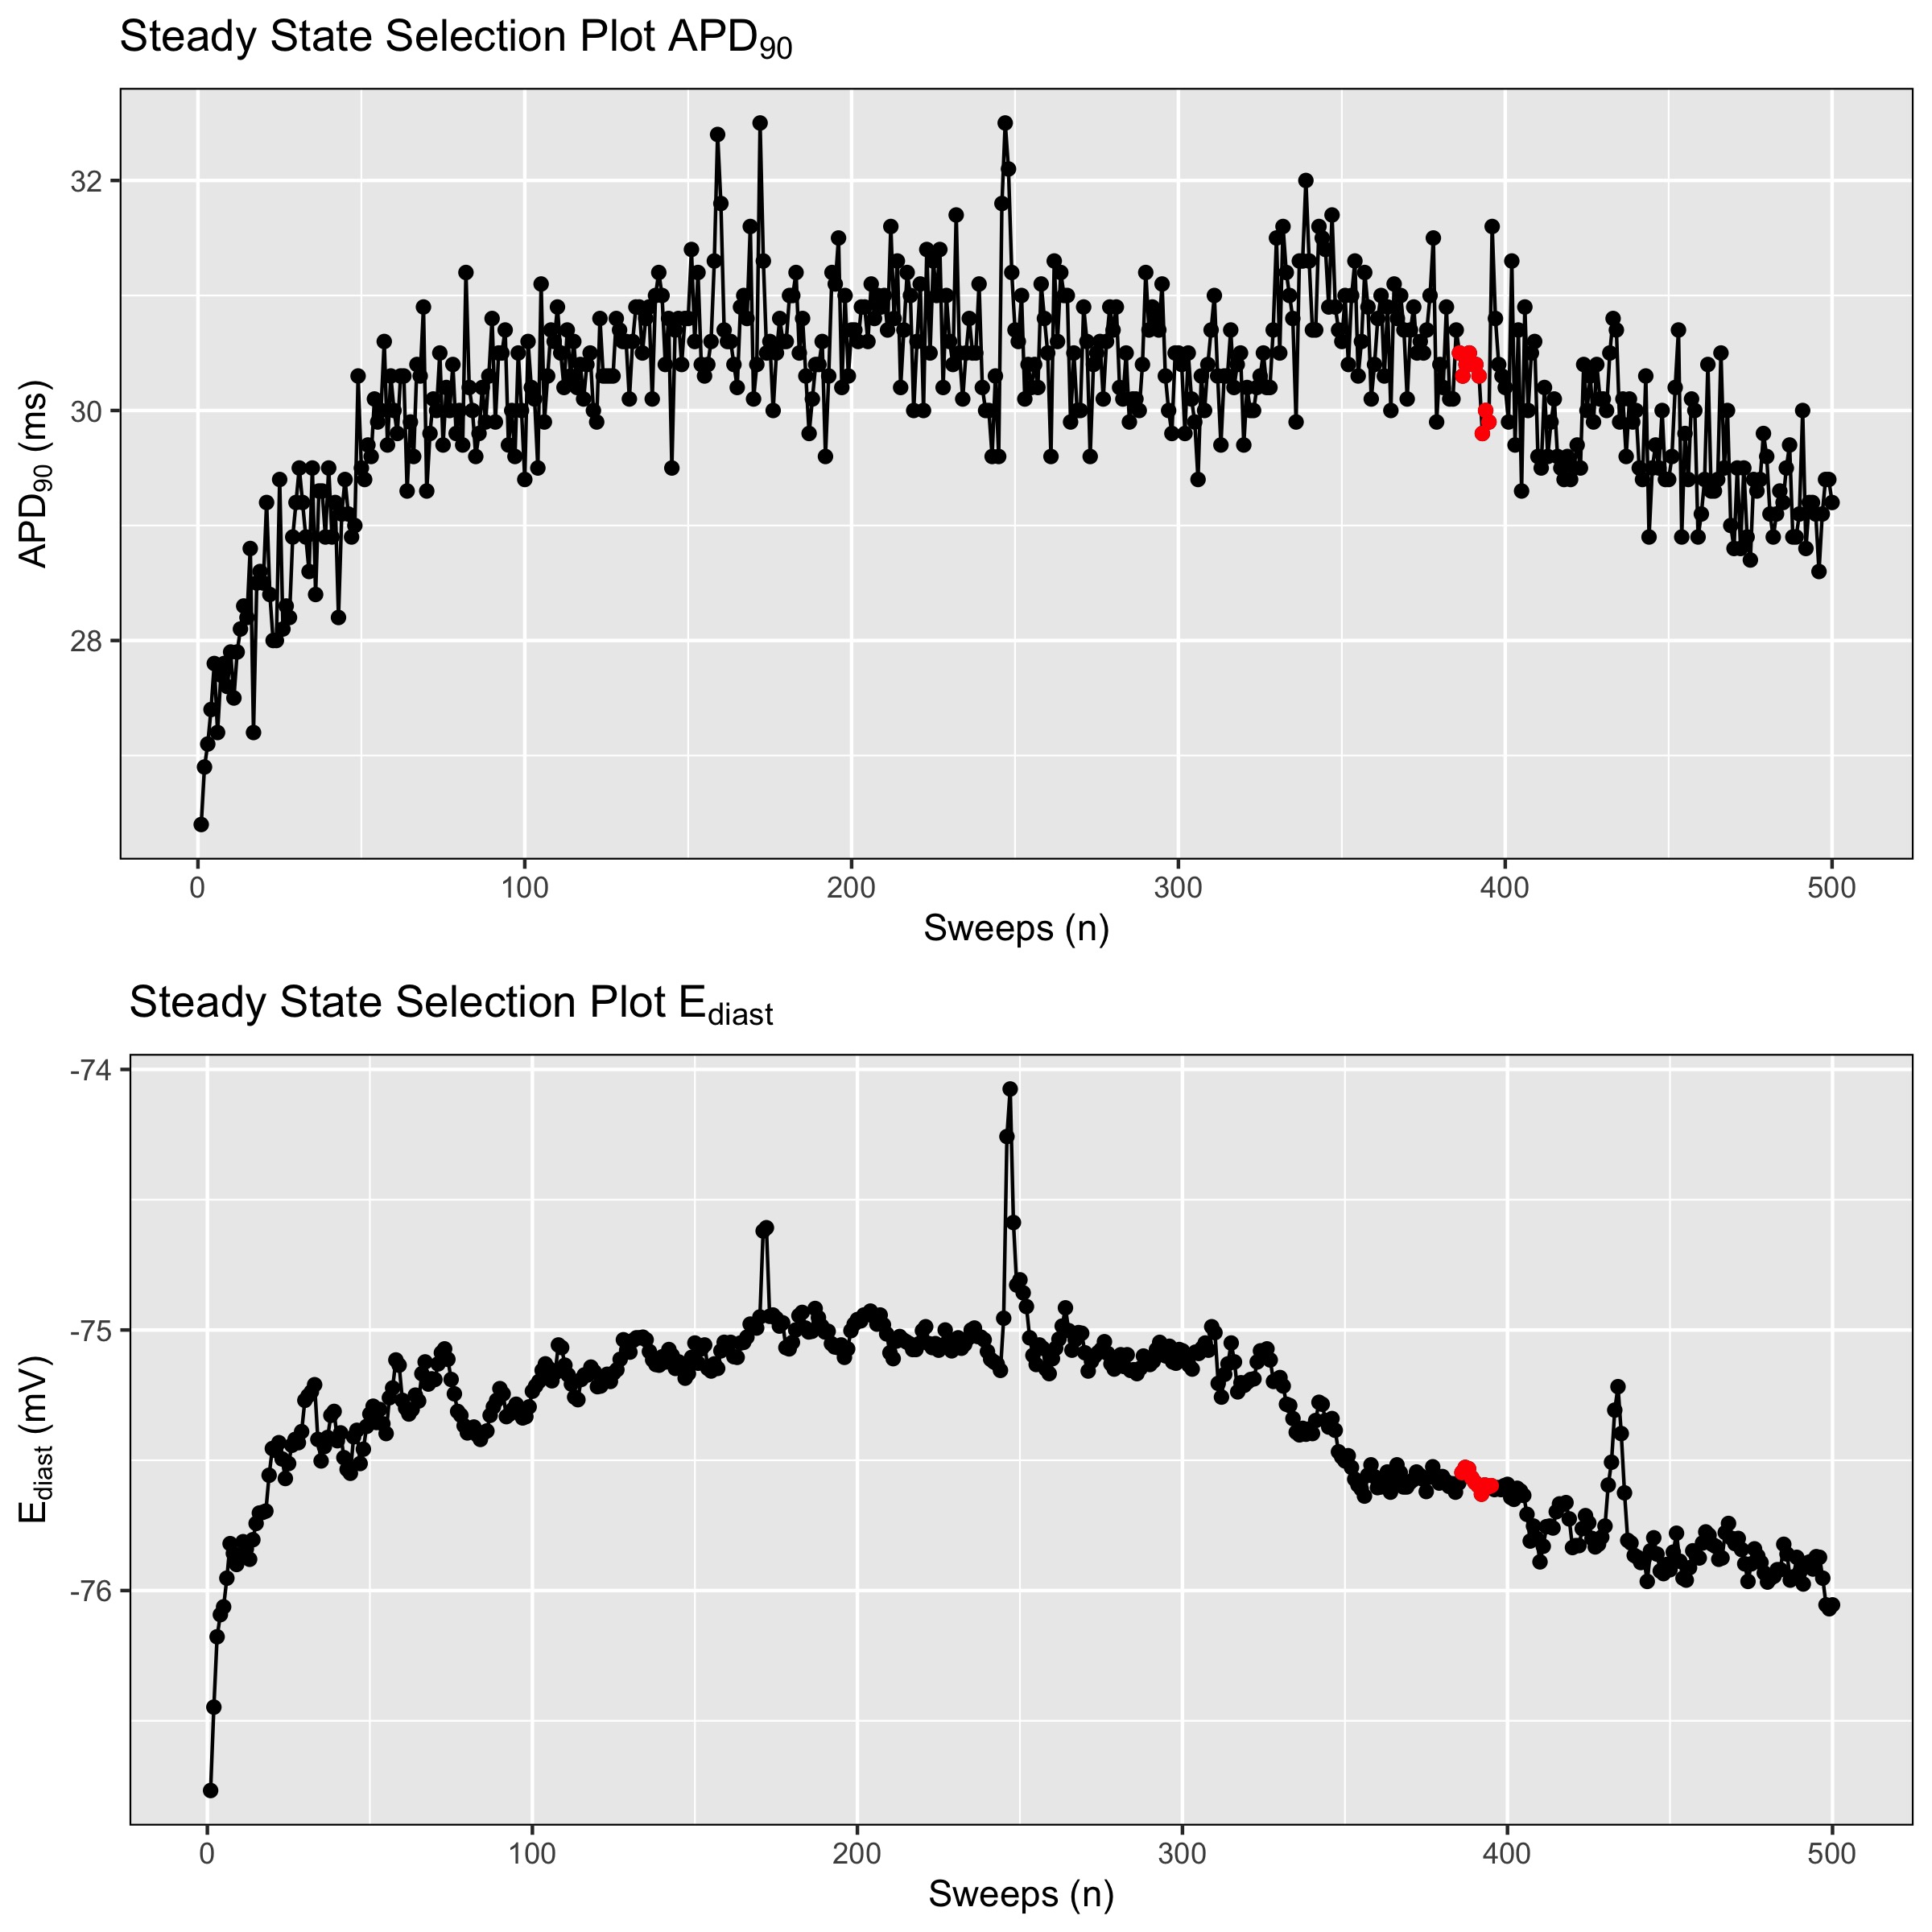 Steady State Selection Plot APD90
32
30
28
APD90 (ms)
0 100 200 300 400 500
Sweeps (n)
Steady State Selection Plot Ediast
-74
-75
-76
Ediast (mV)
0 100 200 300 400 500
Sweeps (n)